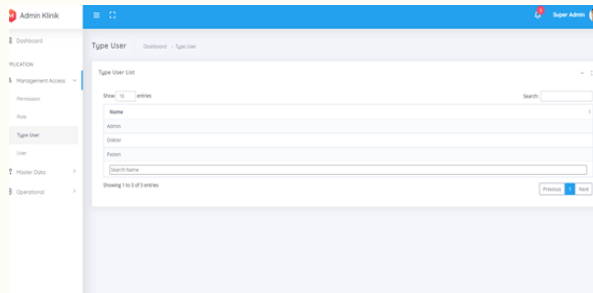 Admin Klinik
Super Admin
Dashboard
Type User
Dashboard - Type User
PLICATION
Management Access
Permission
Role
Type User
User
Master Data
Operational
Type User List
Show 10 entries
Search:
Name
Admin
Dokter
Pasien
Search Name
Showing 1 to 3 of 3 entries
Previous 1 Next